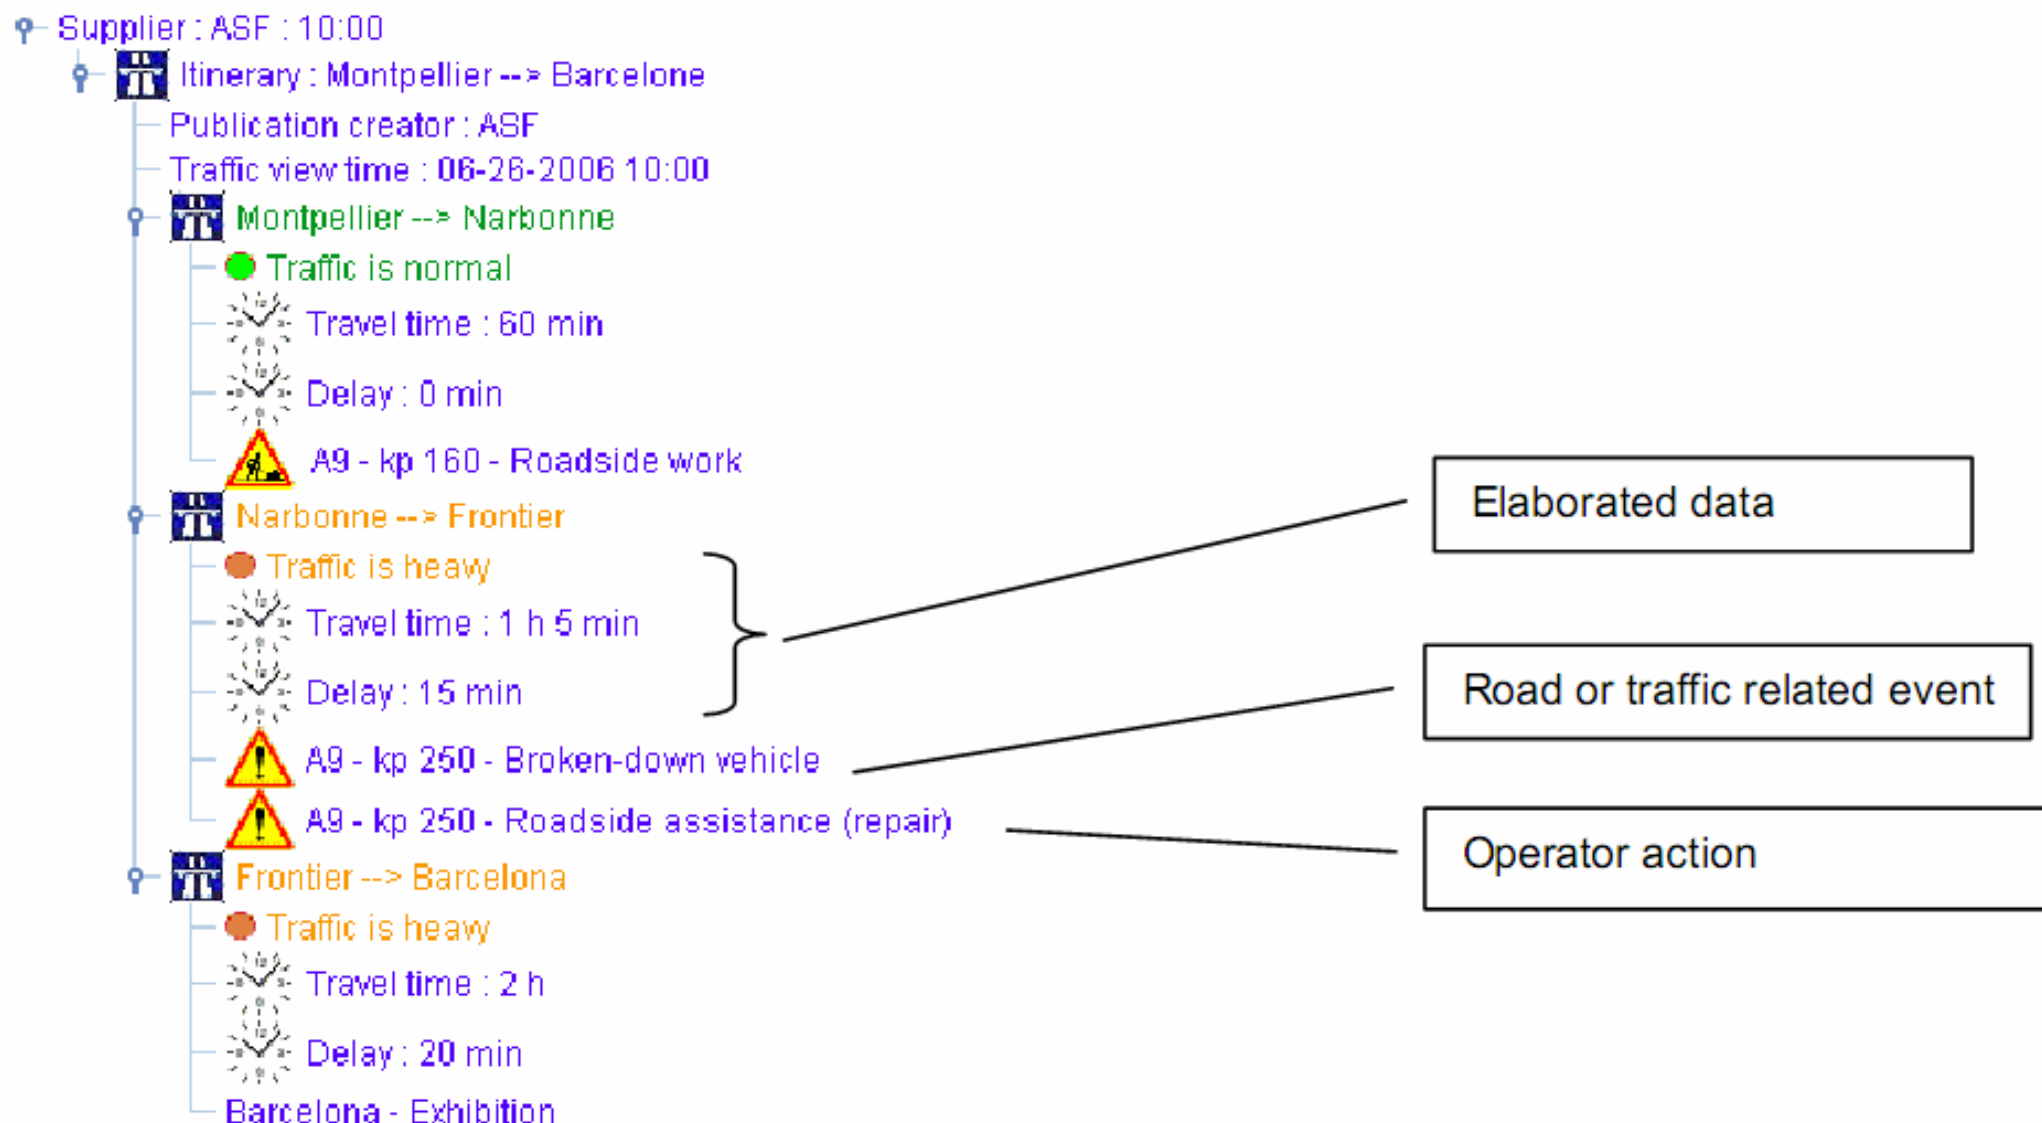 Supplier : ASF : 10:00
Itinerary : Montpellier --> Barcelone
Publication creator : ASF
Traffic view time : 06-26-2006 10:00
Montpellier --> Narbonne
Traffic is normal
Travel time : 60 min
Delay : 0 min
A9 - kp 160 - Roadside work
Narbonne --> Frontier
Traffic is heavy
Travel time : 1 h 5 min
Delay : 15 min
A9 - kp 250 - Broken-down vehicle
A9 - kp 250 - Roadside assistance (repair)
Frontier --> Barcelona
Traffic is heavy
Travel time : 2 h
Delay : 20 min
Barcelona - Exhibition
Elaborated data
Road or traffic related event
Operator action